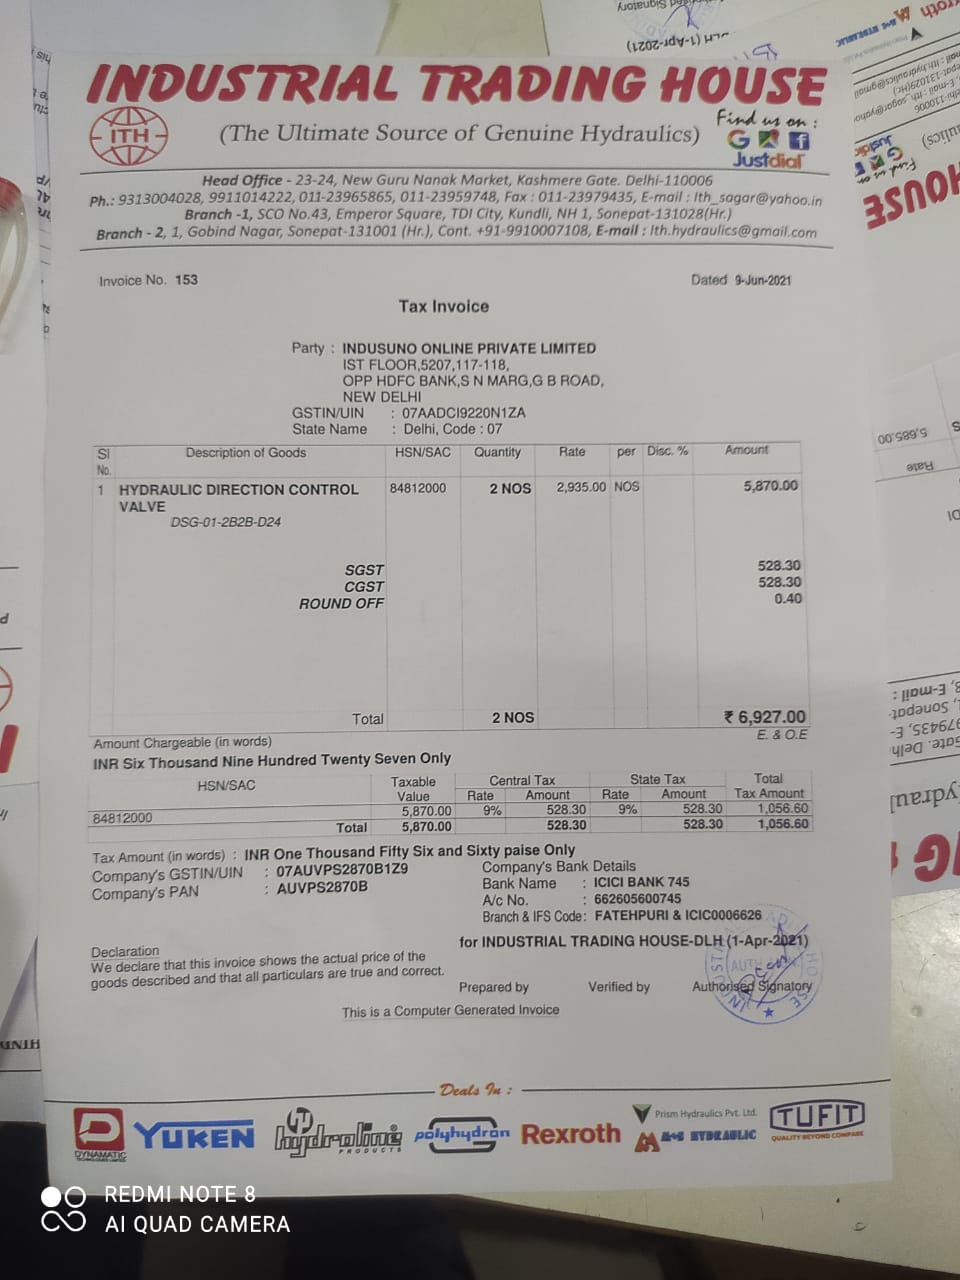 INDUSTRIAL TRADING HOUSE
ITH
(The Ultimate Source of Genuine Hydraulics)
Find us on :
G f
Justdial
Head Office - 23-24, New Guru Nanak Market, Kashmere Gate. Delhi-110006
Ph.: 9313004028, 9911014222, 011-23965865, 011-23959748, Fax : 011-23979435, E-mail : Ith_sagar@yahoo.in
Branch -1, SCO No.43, Emperor Square, TDI City, Kundli, NH 1, Sonepat-131028(Hr.)
Branch - 2, 1, Gobind Nagar, Sonepat-131001 (Hr.), Cont. +91-9910007108, E-mail : Ith.hydraulics@gmail.com
Invoice No. 153 Dated 9-Jun-2021
Tax Invoice
Party : INDUSUNO ONLINE PRIVATE LIMITED
IST FLOOR,5207,117-118,
OPP HDFC BANK,S N MARG,G B ROAD,
NEW DELHI
GSTIN/UIN : 07AADCI9220N1ZA
State Name : Delhi, Code : 07
Sl No. Description of Goods HSN/SAC Quantity Rate per Disc. % Amount
1 HYDRAULIC DIRECTION CONTROL 84812000 2 NOS 2,935.00 NOS 5,870.00
VALVE
DSG-01-2B2B-D24
SGST 528.30
CGST 528.30
ROUND OFF 0.40
Total 2 NOS ₹ 6,927.00
Amount Chargeable (in words) E. & O.E
INR Six Thousand Nine Hundred Twenty Seven Only
HSN/SAC Taxable Central Tax State Tax Total
Value Rate Amount Rate Amount Tax Amount
84812000 5,870.00 9% 528.30 9% 528.30 1,056.60
Total 5,870.00 528.30 528.30 1,056.60
Tax Amount (in words) : INR One Thousand Fifty Six and Sixty paise Only
Company's GSTIN/UIN : 07AUVPS2870B1Z9
Company's PAN : AUVPS2870B
Company's Bank Details
Bank Name : ICICI BANK 745
A/c No. : 662605600745
Branch & IFS Code : FATEHPURI & ICIC0006626
for INDUSTRIAL TRADING HOUSE-DLH (1-Apr-2021)
Declaration
We declare that this invoice shows the actual price of the
goods described and that all particulars are true and correct.
Prepared by Verified by Authorised Signatory
This is a Computer Generated Invoice
Deals In :
DYNAMATIC
YUKEN
hydroline
PRODUCTS
polyhydron
Rexroth
Prism Hydraulics Pvt. Ltd.
HYDRAULIC
TUFIT
QUALITY BEYOND COMPARE
REDMI NOTE 8
AI QUAD CAMERA
5,685.00
Rate